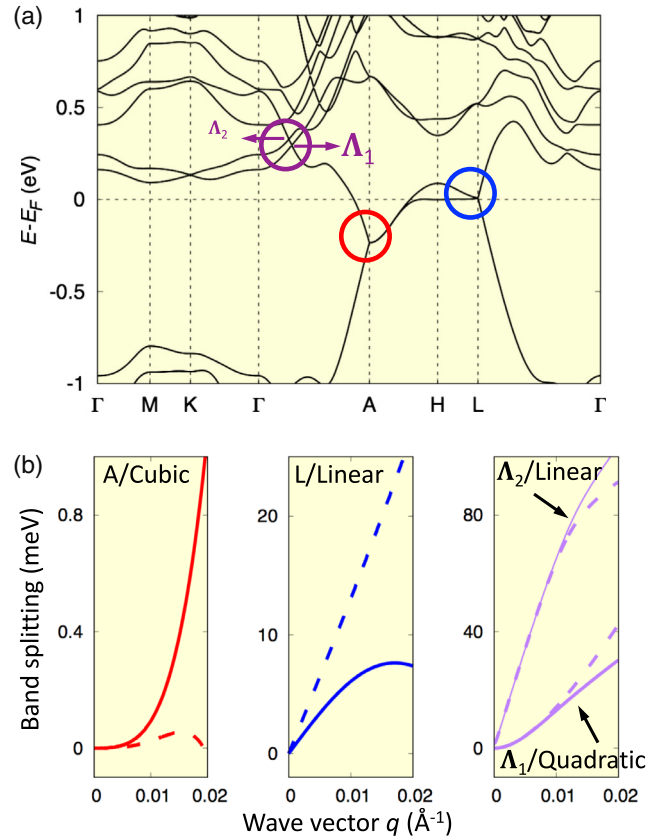 (a)
1
0.5
0
-0.5
-1
E-E_F (eV)
Λ₂
Λ₁
Γ M K Γ A H L Γ
(b)
A/Cubic
L/Linear
Λ₂/Linear
Λ₁/Quadratic
Band splitting (meV)
0.8
0.4
0
20
10
0
80
40
0
0 0.01 0.02
0 0.01 0.02
0 0.01 0.02
Wave vector q (Å⁻¹)